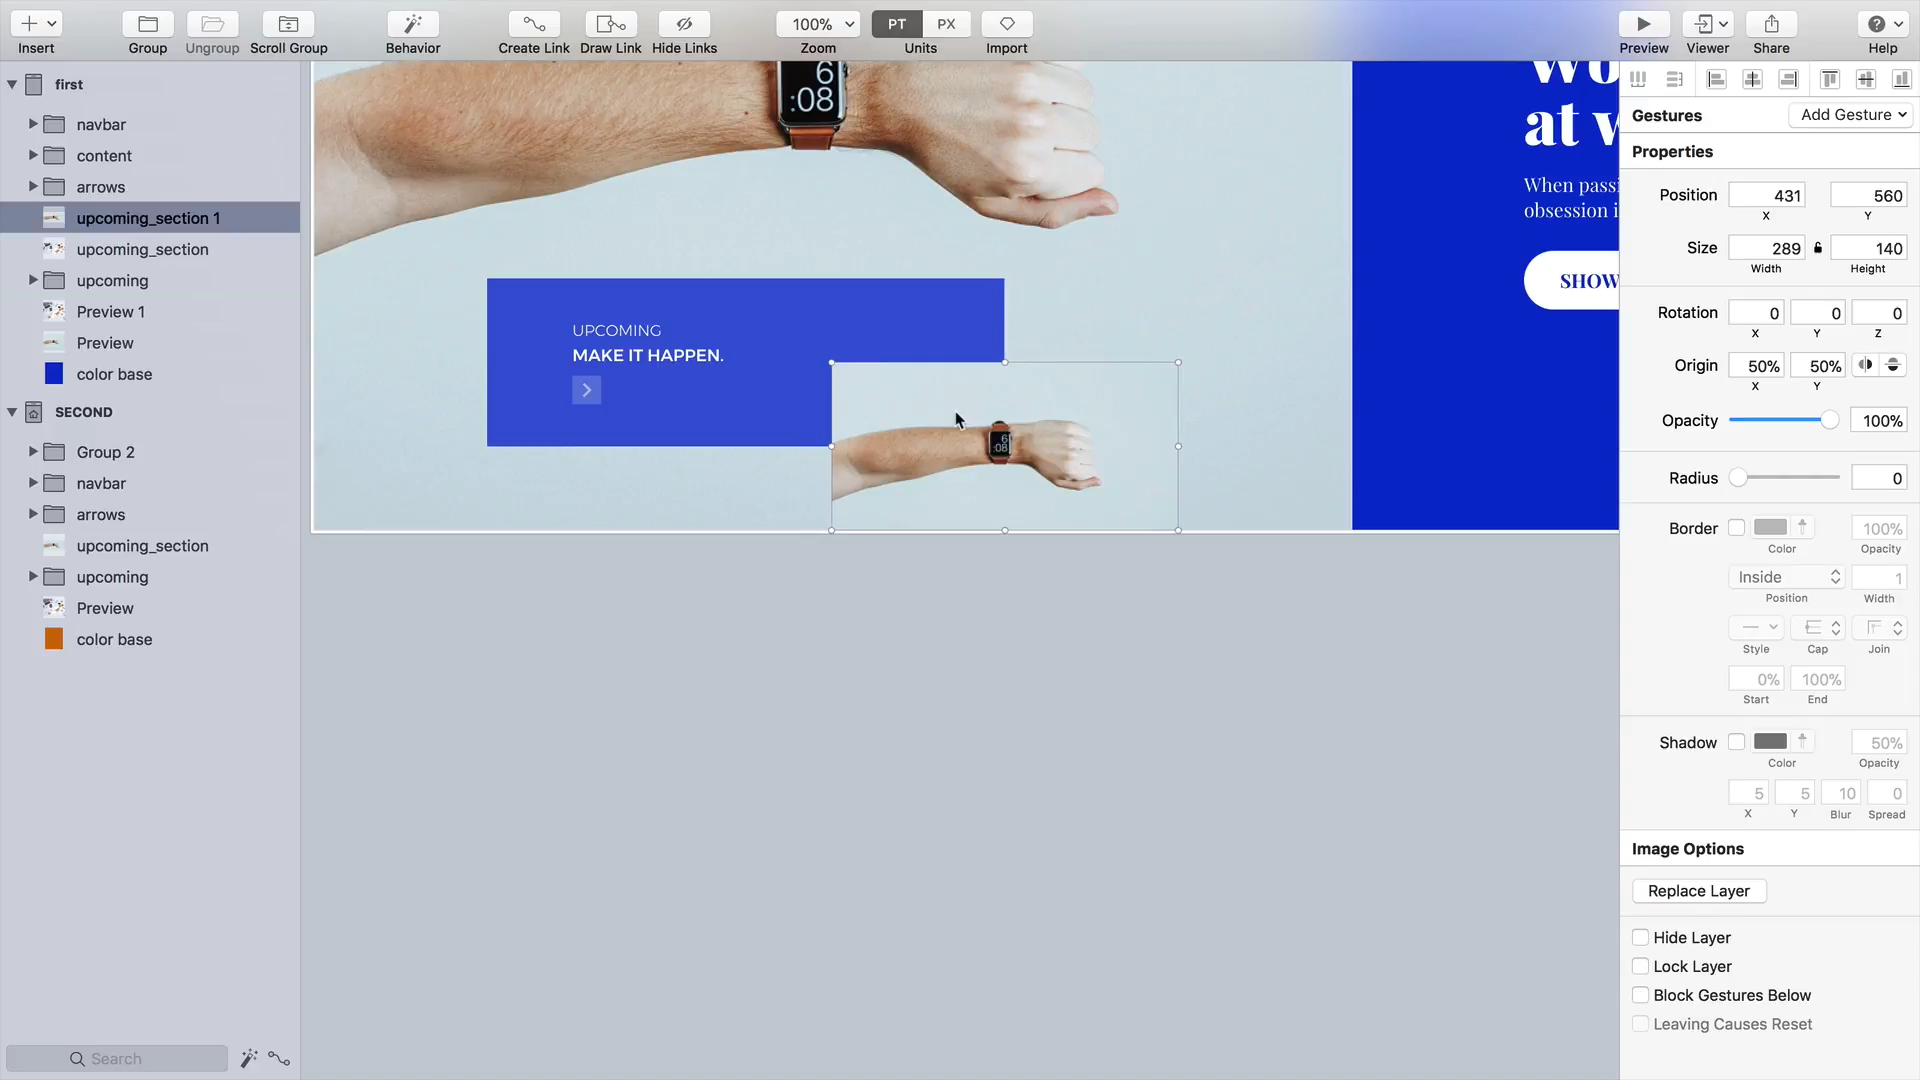 Insert
Group
Ungroup
Scroll Group
Behavior
Create Link
Draw Link
Hide Links
100%
Zoom
PT
PX
Units
Import
Preview
Viewer
Share
?
Help
first
navbar
content
arrows
upcoming_section 1
upcoming_section
upcoming
Preview 1
Preview
color base
SECOND
Group 2
navbar
arrows
upcoming_section
upcoming
Preview
color base
Search
6
:08
UPCOMING
MAKE IT HAPPEN.
6
:08
Wo
at w
When passi
obsession i
SHOW
Gestures
Add Gesture
Properties
Position
431
560
X
Y
Size
289
140
Width
Height
Rotation
0
0
0
X
Y
Z
Origin
50%
50%
X
Y
Opacity
100%
Radius
0
Border
100%
Color
Opacity
Inside
1
Position
Width
Style
Cap
Join
0%
100%
Start
End
Shadow
50%
Color
Opacity
5
5
10
0
X
Y
Blur
Spread
Image Options
Replace Layer
Hide Layer
Lock Layer
Block Gestures Below
Leaving Causes Reset